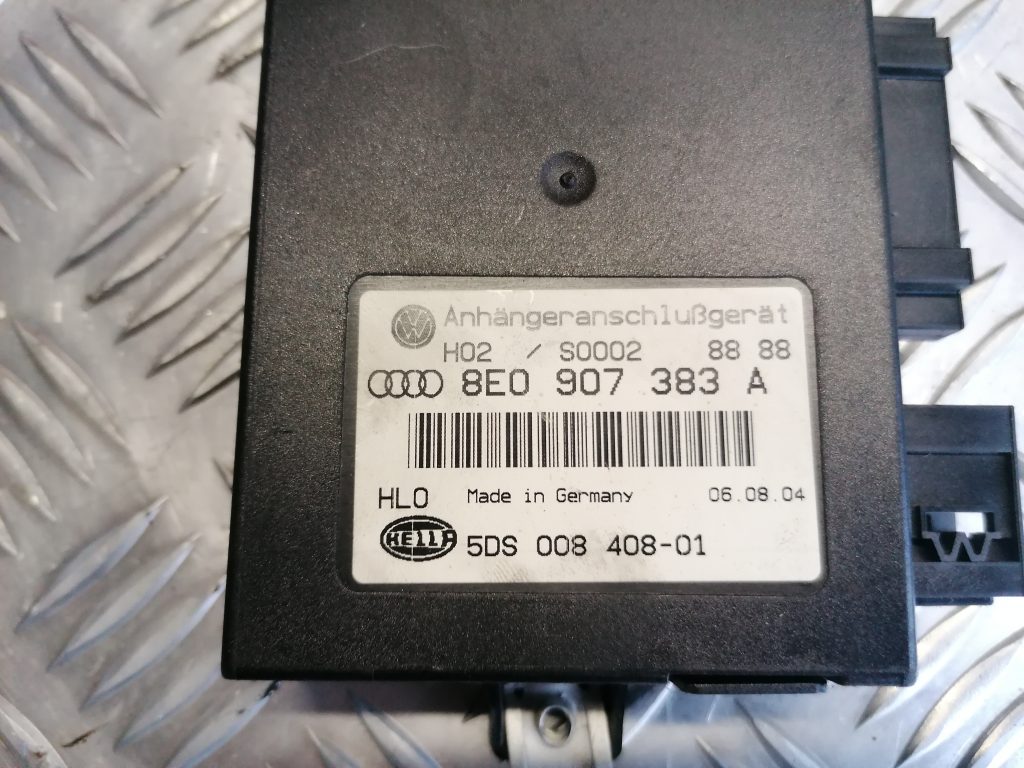 Anhängeranschlußgerät
H02 / S0002 88 88
8E0 907 383 A
HLO Made in Germany 06.08.04
HELLA 5DS 008 408-01